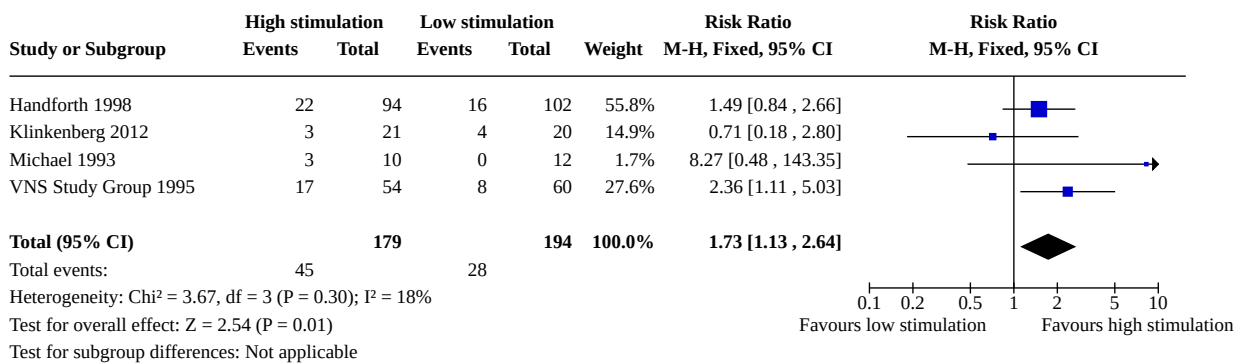 High stimulation Low stimulation Risk Ratio Risk Ratio
Study or Subgroup Events Total Events Total Weight M-H, Fixed, 95% CI M-H, Fixed, 95% CI
Handforth 1998 22 94 16 102 55.8% 1.49 [0.84 , 2.66]
Klinkenberg 2012 3 21 4 20 14.9% 0.71 [0.18 , 2.80]
Michael 1993 3 10 0 12 1.7% 8.27 [0.48 , 143.35]
VNS Study Group 1995 17 54 8 60 27.6% 2.36 [1.11 , 5.03]
Total (95% CI) 179 194 100.0% 1.73 [1.13 , 2.64]
Total events: 45 28
Heterogeneity: Chi² = 3.67, df = 3 (P = 0.30); I² = 18%
0.1 0.2 0.5 1 2 5 10
Test for overall effect: Z = 2.54 (P = 0.01) Favours low stimulation Favours high stimulation
Test for subgroup differences: Not applicable